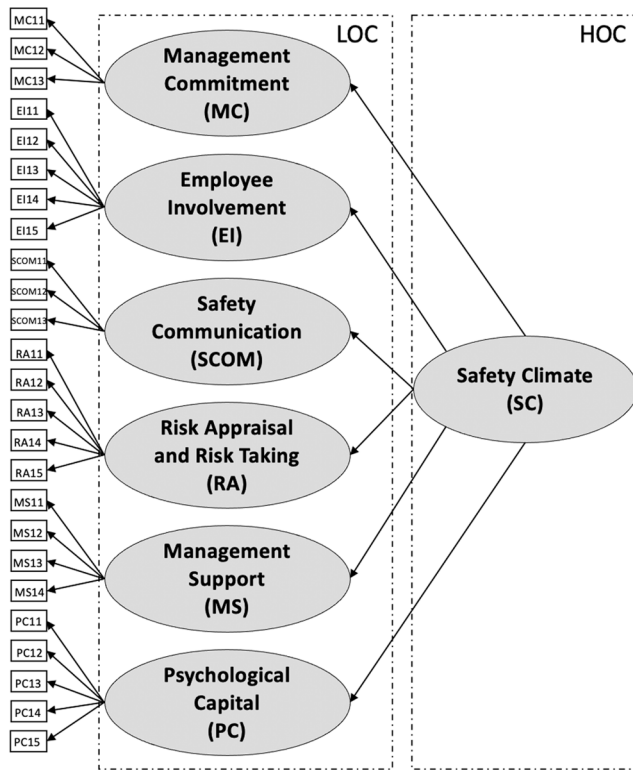 LOC
HOC
MC11
MC12
MC13
EI11
EI12
EI13
EI14
EI15
SCOM11
SCOM12
SCOM13
RA11
RA12
RA13
RA14
RA15
MS11
MS12
MS13
MS14
PC11
PC12
PC13
PC14
PC15
Management
Commitment
(MC)
Employee
Involvement
(EI)
Safety
Communication
(SCOM)
Risk Appraisal
and Risk Taking
(RA)
Management
Support
(MS)
Psychological
Capital
(PC)
Safety Climate
(SC)